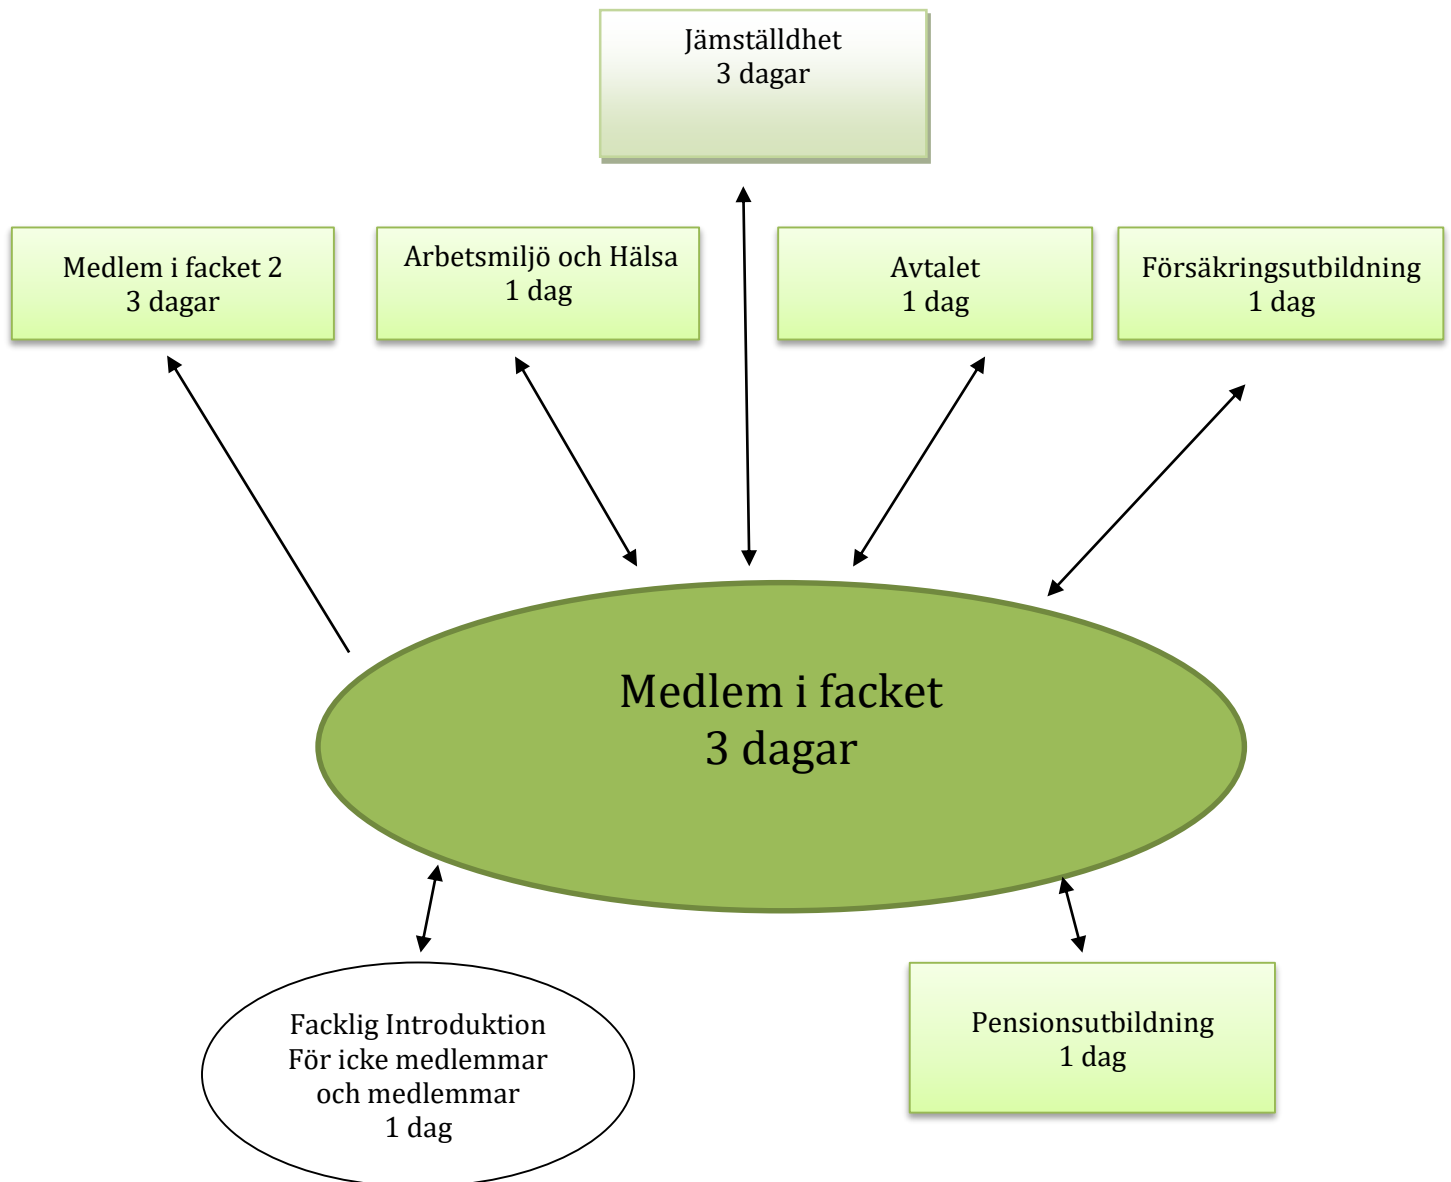 Jämställdhet
3 dagar
Medlem i facket 2
3 dagar
Arbetsmiljö och Hälsa
1 dag
Avtalet
1 dag
Försäkringsutbildning
1 dag
Medlem i facket
3 dagar
Facklig Introduktion
För icke medlemmar
och medlemmar
1 dag
Pensionsutbildning
1 dag